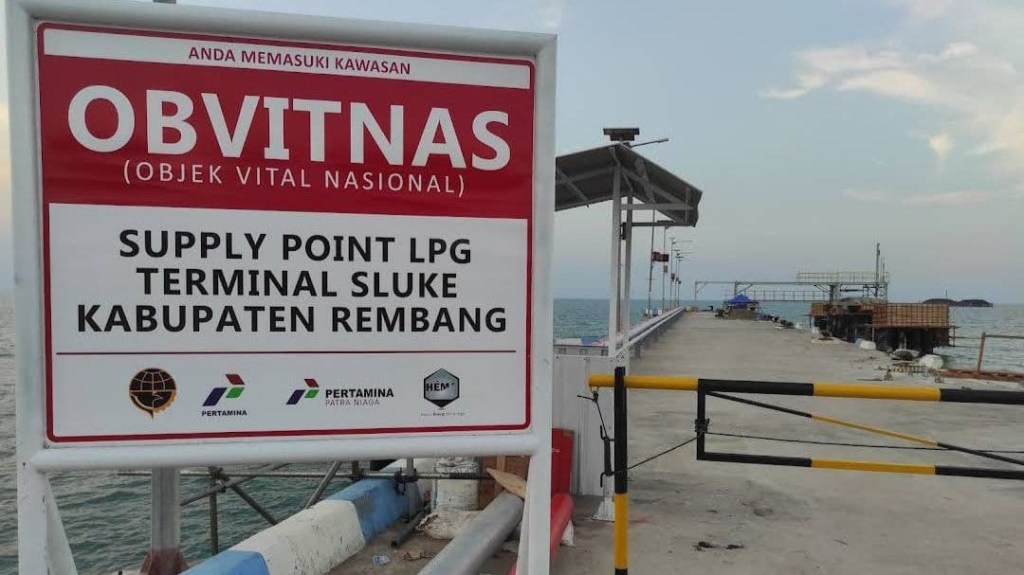 ANDA MEMASUKI KAWASAN
OBVITNAS
(OBJEK VITAL NASIONAL)
SUPPLY POINT LPG
TERMINAL SLUKE
KABUPATEN REMBANG
PERTAMINA
PERTAMINA
PATRA NIAGA
HEM